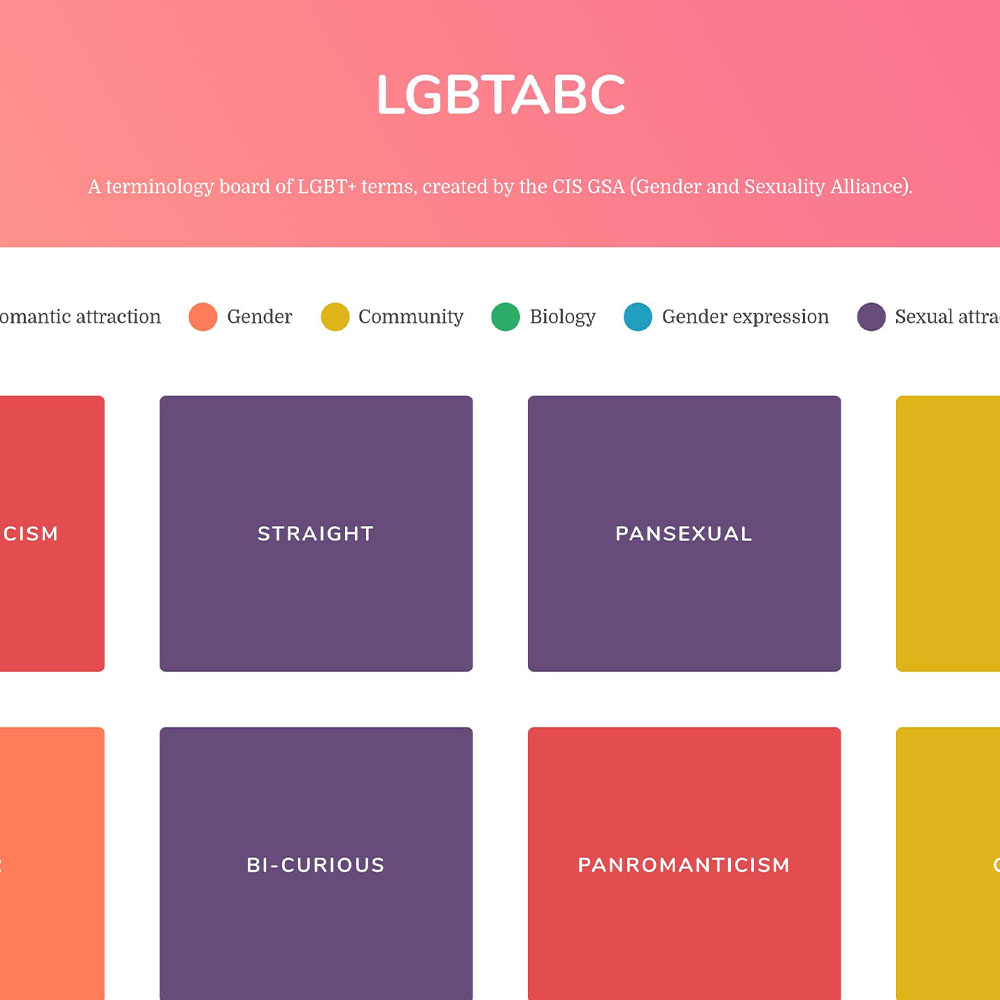 LGBTABC
A terminology board of LGBT+ terms, created by the CIS GSA (Gender and Sexuality Alliance).
omantic attraction Gender Community Biology Gender expression Sexual attra
CISM STRAIGHT PANSEXUAL
BI-CURIOUS PANROMANTICISM